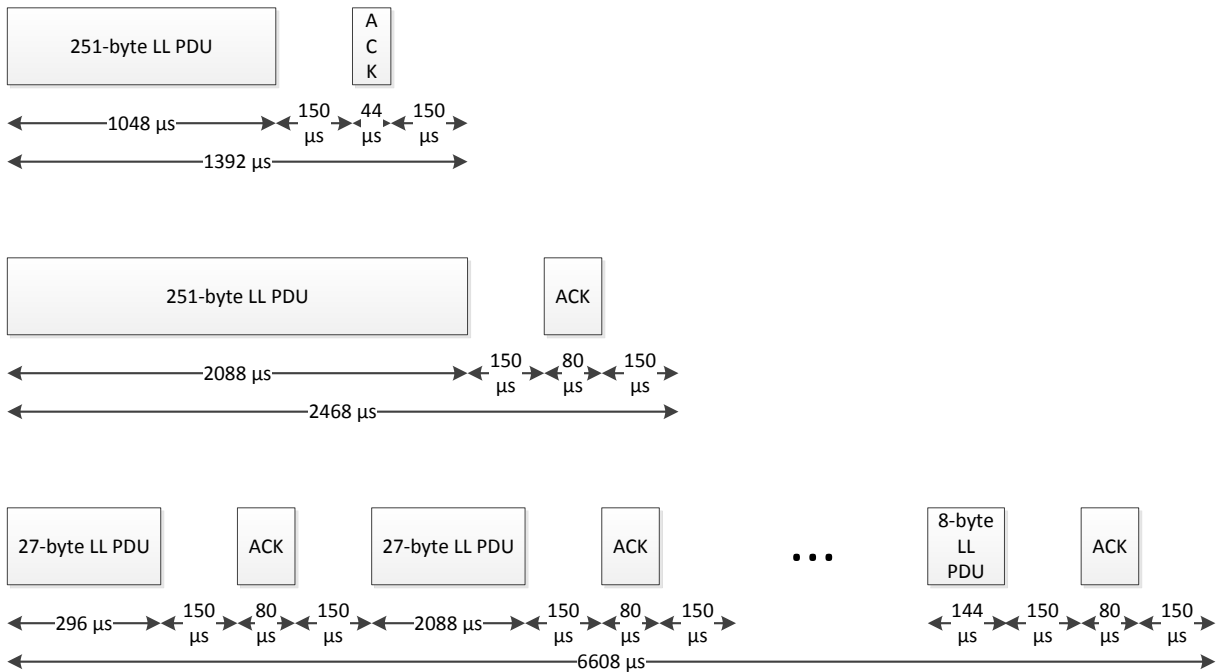 251-byte LL PDU
A
C
K
1048 µs
150
µs
44
µs
150
µs
1392 µs
251-byte LL PDU
ACK
2088 µs
150
µs
80
µs
150
µs
2468 µs
27-byte LL PDU
ACK
27-byte LL PDU
ACK
...
8-byte
LL
PDU
ACK
296 µs
150
µs
80
µs
150
µs
2088 µs
150
µs
80
µs
150
µs
144
µs
150
µs
80
µs
150
µs
6608 µs